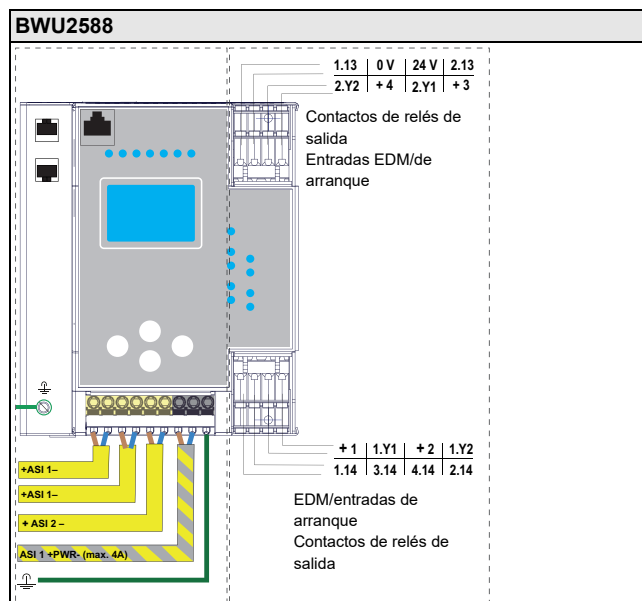 BWU2588
1.13 0 V 24 V 2.13
2.Y2 + 4 2.Y1 + 3
Contactos de relés de
salida
Entradas EDM/de
arranque
+ 1 1.Y1 + 2 1.Y2
1.14 3.14 4.14 2.14
EDM/entradas de
arranque
Contactos de relés de
salida
+ASI 1–
+ASI 1–
+ ASI 2 –
ASI 1 +PWR- (max. 4A)